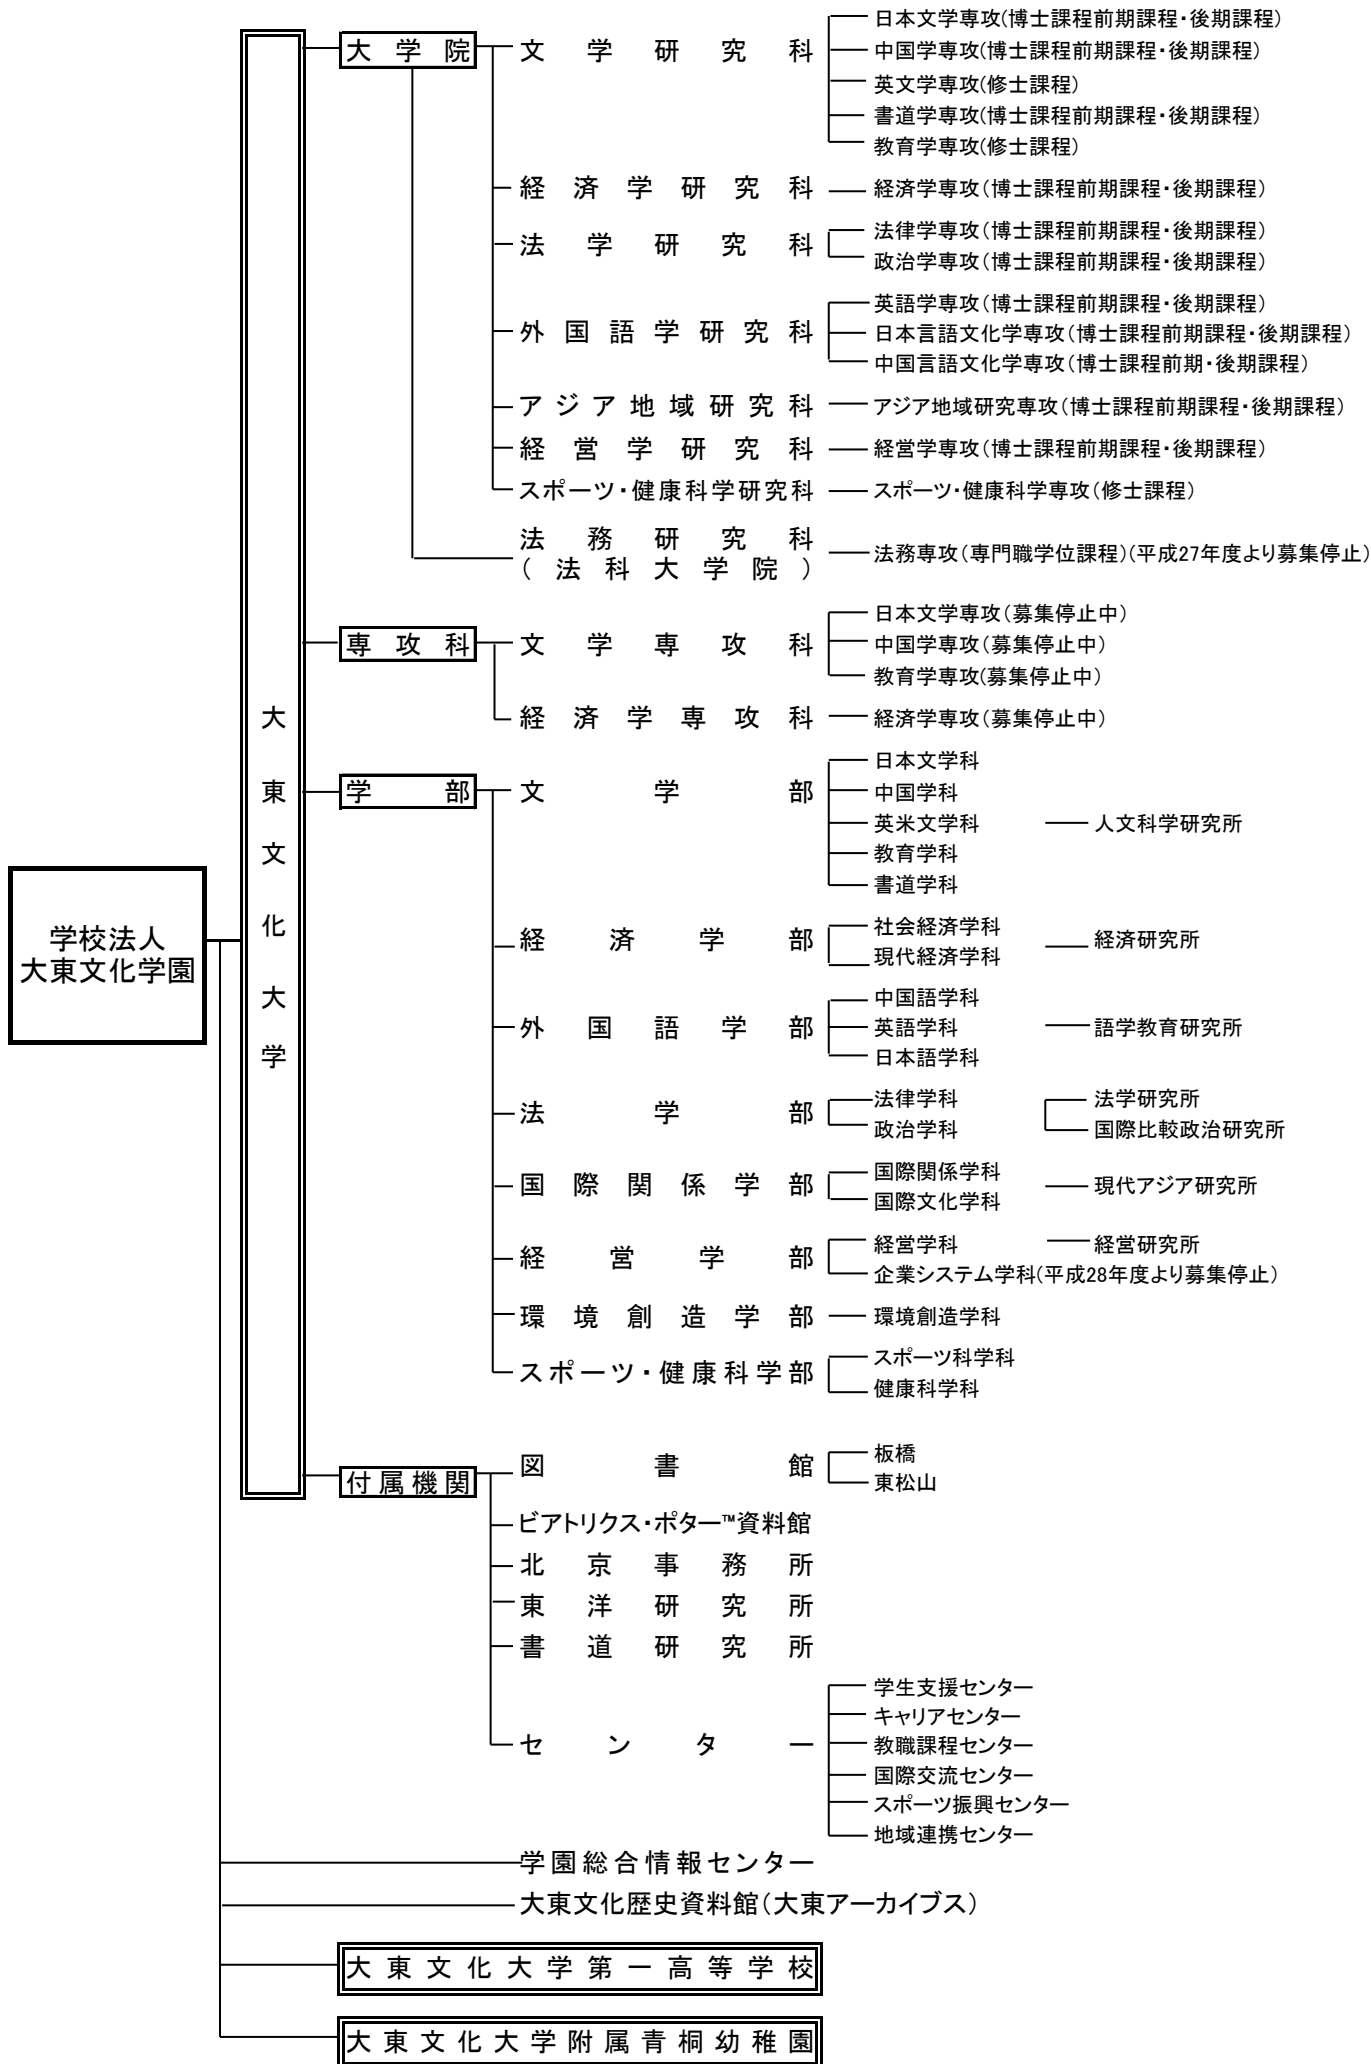 学校法人
大東文化学園
大東文化大学
大学院
文学研究科
日本文学専攻(博士課程前期課程・後期課程)
中国学専攻(博士課程前期課程・後期課程)
英文学専攻(修士課程)
書道学専攻(博士課程前期課程・後期課程)
教育学専攻(修士課程)
経済学研究科
経済学専攻(博士課程前期課程・後期課程)
法学研究科
法律学専攻(博士課程前期課程・後期課程)
政治学専攻(博士課程前期課程・後期課程)
外国語学研究科
英語学専攻(博士課程前期課程・後期課程)
日本言語文化学専攻(博士課程前期課程・後期課程)
中国言語文化学専攻(博士課程前期・後期課程)
アジア地域研究科
アジア地域研究専攻(博士課程前期課程・後期課程)
経営学研究科
経営学専攻(博士課程前期課程・後期課程)
スポーツ・健康科学研究科
スポーツ・健康科学専攻(修士課程)
法務研究科
(法科大学院)
法務専攻(専門職学位課程)(平成27年度より募集停止)
専攻科
文学専攻科
日本文学専攻(募集停止中)
中国学専攻(募集停止中)
教育学専攻(募集停止中)
経済学専攻科
経済学専攻(募集停止中)
学部
文学部
日本文学科
中国学科
英米文学科
教育学科
書道学科
人文科学研究所
経済学部
社会経済学科
現代経済学科
経済研究所
外国語学部
中国語学科
英語学科
日本語学科
語学教育研究所
法学部
法律学科
政治学科
法学研究所
国際比較政治研究所
国際関係学部
国際関係学科
国際文化学科
現代アジア研究所
経営学部
経営学科
経営研究所
企業システム学科(平成28年度より募集停止)
環境創造学部
環境創造学科
スポーツ・健康科学部
スポーツ科学科
健康科学科
付属機関
図書館
板橋
東松山
ビアトリクス・ポター™資料館
北京事務所
東洋研究所
書道研究所
センター
学生支援センター
キャリアセンター
教職課程センター
国際交流センター
スポーツ振興センター
地域連携センター
学園総合情報センター
大東文化歴史資料館(大東アーカイブス)
大東文化大学第一高等学校
大東文化大学附属青桐幼稚園